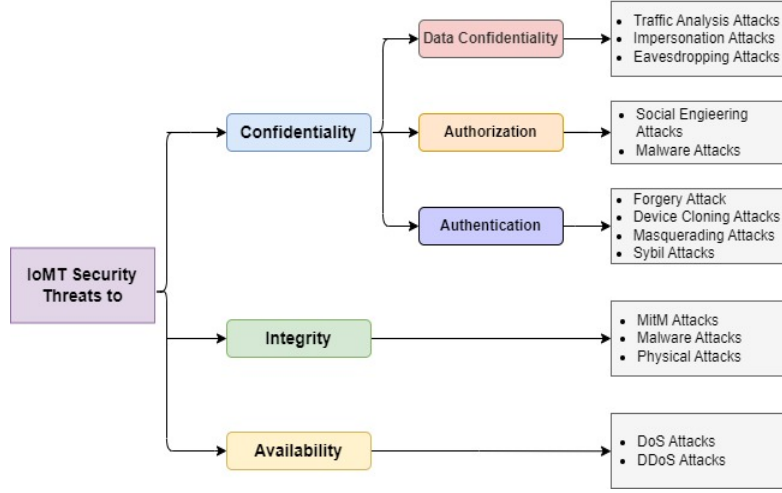 IoMT Security
Threats to
Confidentiality
Data Confidentiality
• Traffic Analysis Attacks
• Impersonation Attacks
• Eavesdropping Attacks
Authorization
• Social Engieering
Attacks
• Malware Attacks
Authentication
• Forgery Attack
• Device Cloning Attacks
• Masquerading Attacks
• Sybil Attacks
Integrity
• MitM Attacks
• Malware Attacks
• Physical Attacks
Availability
• DoS Attacks
• DDoS Attacks